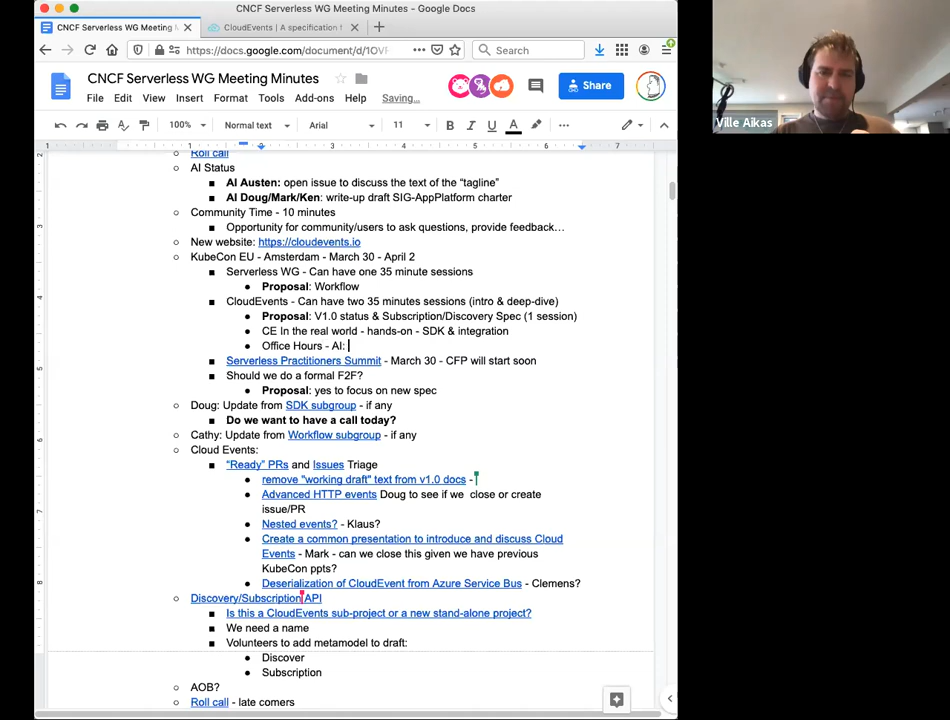 CNCF Serverless WG Meeting Minutes - Google Docs
CNCF Serverless WG Meeting
CloudEvents | A specification f
https://docs.google.com/document/d/1OVF
Search
CNCF Serverless WG Meeting Minutes
File Edit View Insert Format Tools Add-ons Help Saving...
Share
100% Normal text Arial 11 B I U A
1 1 2 3 4 5 6 7
Roll call
AI Status
AI Austen: open issue to discuss the text of the “tagline”
AI Doug/Mark/Ken: write-up draft SIG-AppPlatform charter
Community Time - 10 minutes
Opportunity for community/users to ask questions, provide feedback…
New website: https://cloudevents.io
KubeCon EU - Amsterdam - March 30 - April 2
Serverless WG - Can have one 35 minute sessions
Proposal: Workflow
CloudEvents - Can have two 35 minutes sessions (intro & deep-dive)
Proposal: V1.0 status & Subscription/Discovery Spec (1 session)
CE In the real world - hands-on - SDK & integration
Office Hours - AI:
Serverless Practitioners Summit - March 30 - CFP will start soon
Should we do a formal F2F?
Proposal: yes to focus on new spec
Doug: Update from SDK subgroup - if any
Do we want to have a call today?
Cathy: Update from Workflow subgroup - if any
Cloud Events:
“Ready” PRs and Issues Triage
remove "working draft" text from v1.0 docs -
Advanced HTTP events Doug to see if we close or create
issue/PR
Nested events? - Klaus?
Create a common presentation to introduce and discuss Cloud
Events - Mark - can we close this given we have previous
KubeCon ppts?
Deserialization of CloudEvent from Azure Service Bus - Clemens?
Discovery/Subscription API
Is this a CloudEvents sub-project or a new stand-alone project?
We need a name
Volunteers to add metamodel to draft:
Discover
Subscription
AOB?
Roll call - late comers
Ville Aikas